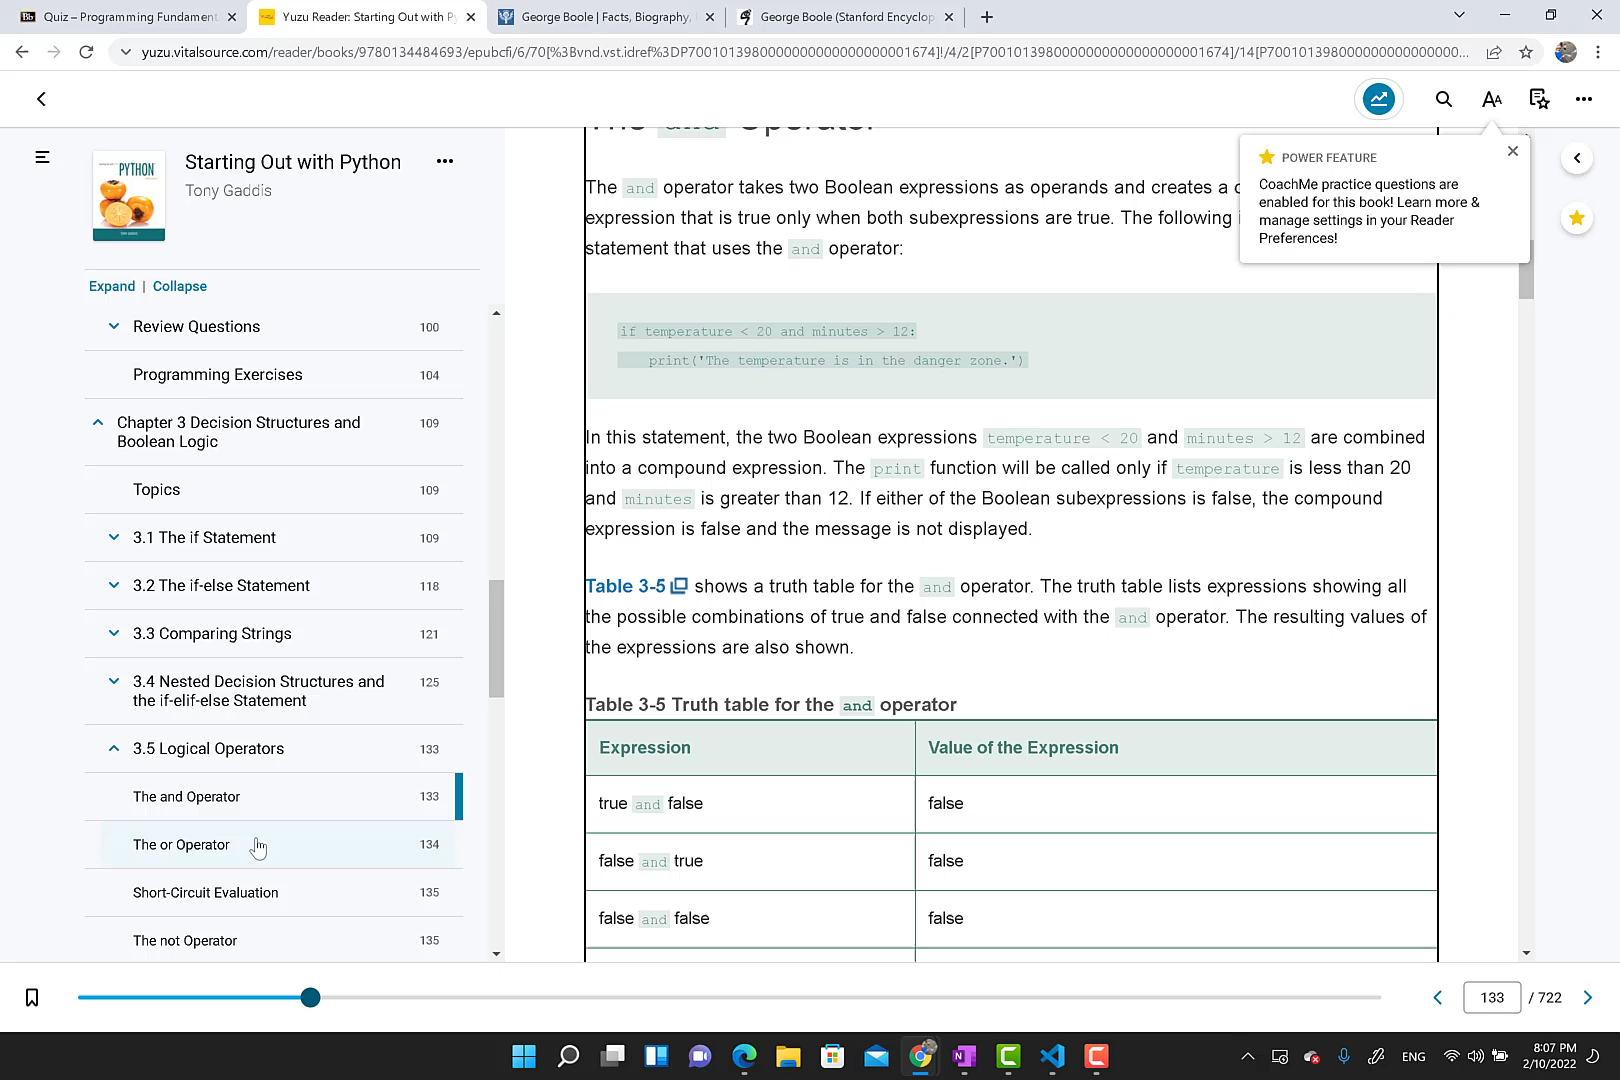 Bb Quiz – Programming Fundament
Yuzu Reader: Starting Out with Py
George Boole | Facts, Biography,
George Boole (Stanford Encyclop
yuzu.vitalsource.com/reader/books/9780134484693/epubcfi/6/70[%3Bvnd.vst.idref%3DP70010139800000000000000000001674]!/4/2[P70010139800000000000000000001674]/14[P700101398000000000000000...
Starting Out with Python
Tony Gaddis
PYTHON
TONY GADDIS
Expand | Collapse
Review Questions 100
Programming Exercises 104
Chapter 3 Decision Structures and 109
Boolean Logic
Topics 109
3.1 The if Statement 109
3.2 The if-else Statement 118
3.3 Comparing Strings 121
3.4 Nested Decision Structures and 125
the if-elif-else Statement
3.5 Logical Operators 133
The and Operator 133
The or Operator 134
Short-Circuit Evaluation 135
The not Operator 135
The and Operator
The and operator takes two Boolean expressions as operands and creates a c
expression that is true only when both subexpressions are true. The following i
statement that uses the and operator:
if temperature < 20 and minutes > 12:
print('The temperature is in the danger zone.')
In this statement, the two Boolean expressions temperature < 20 and minutes > 12 are combined
into a compound expression. The print function will be called only if temperature is less than 20
and minutes is greater than 12. If either of the Boolean subexpressions is false, the compound
expression is false and the message is not displayed.
Table 3-5 shows a truth table for the and operator. The truth table lists expressions showing all
the possible combinations of true and false connected with the and operator. The resulting values of
the expressions are also shown.
Table 3-5 Truth table for the and operator
Expression Value of the Expression
true and false false
false and true false
false and false false
POWER FEATURE
CoachMe practice questions are
enabled for this book! Learn more &
manage settings in your Reader
Preferences!
133 / 722
ENG
8:07 PM
2/10/2022